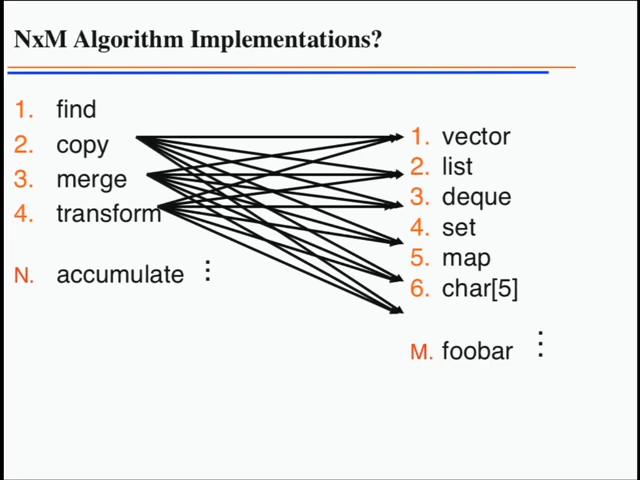 NxM Algorithm Implementations?
1. find
2. copy
3. merge
4. transform
N. accumulate ⋮
1. vector
2. list
3. deque
4. set
5. map
6. char[5]
M. foobar ⋮